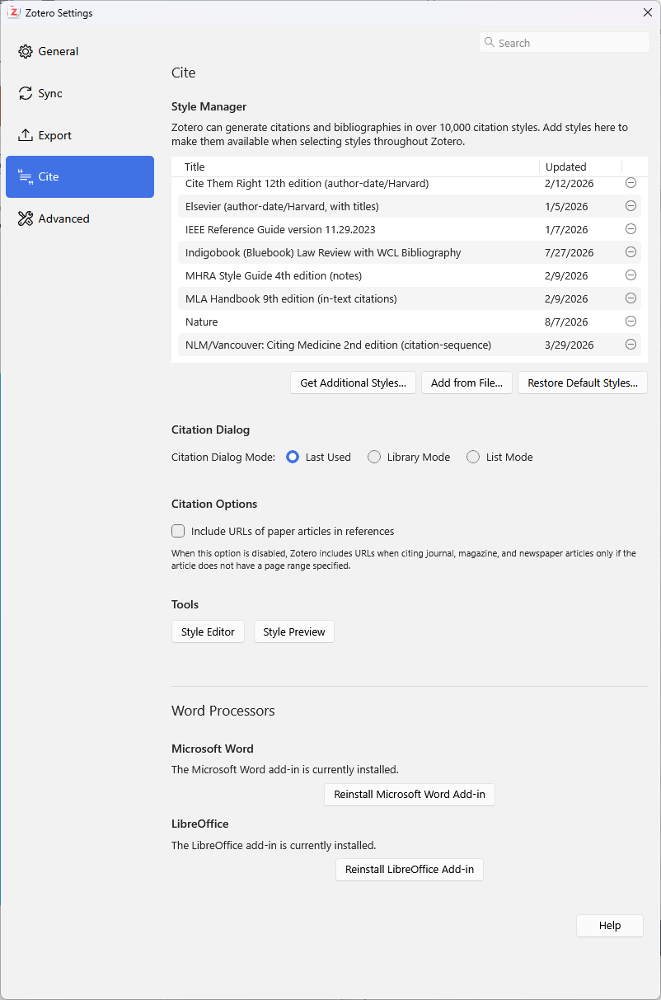 Zotero Settings
Search
General
Sync
Export
Cite
Advanced
Cite
Style Manager
Zotero can generate citations and bibliographies in over 10,000 citation styles. Add styles here to
make them available when selecting styles throughout Zotero.
Title Updated
Cite Them Right 12th edition (author-date/Harvard) 2/12/2026
Elsevier (author-date/Harvard, with titles) 1/5/2026
IEEE Reference Guide version 11.29.2023 1/7/2026
Indigobook (Bluebook) Law Review with WCL Bibliography 7/27/2026
MHRA Style Guide 4th edition (notes) 2/9/2026
MLA Handbook 9th edition (in-text citations) 2/9/2026
Nature 8/7/2026
NLM/Vancouver: Citing Medicine 2nd edition (citation-sequence) 3/29/2026
Get Additional Styles... Add from File... Restore Default Styles...
Citation Dialog
Citation Dialog Mode: Last Used Library Mode List Mode
Citation Options
Include URLs of paper articles in references
When this option is disabled, Zotero includes URLs when citing journal, magazine, and newspaper articles only if the
article does not have a page range specified.
Tools
Style Editor Style Preview
Word Processors
Microsoft Word
The Microsoft Word add-in is currently installed.
Reinstall Microsoft Word Add-in
LibreOffice
The LibreOffice add-in is currently installed.
Reinstall LibreOffice Add-in
Help